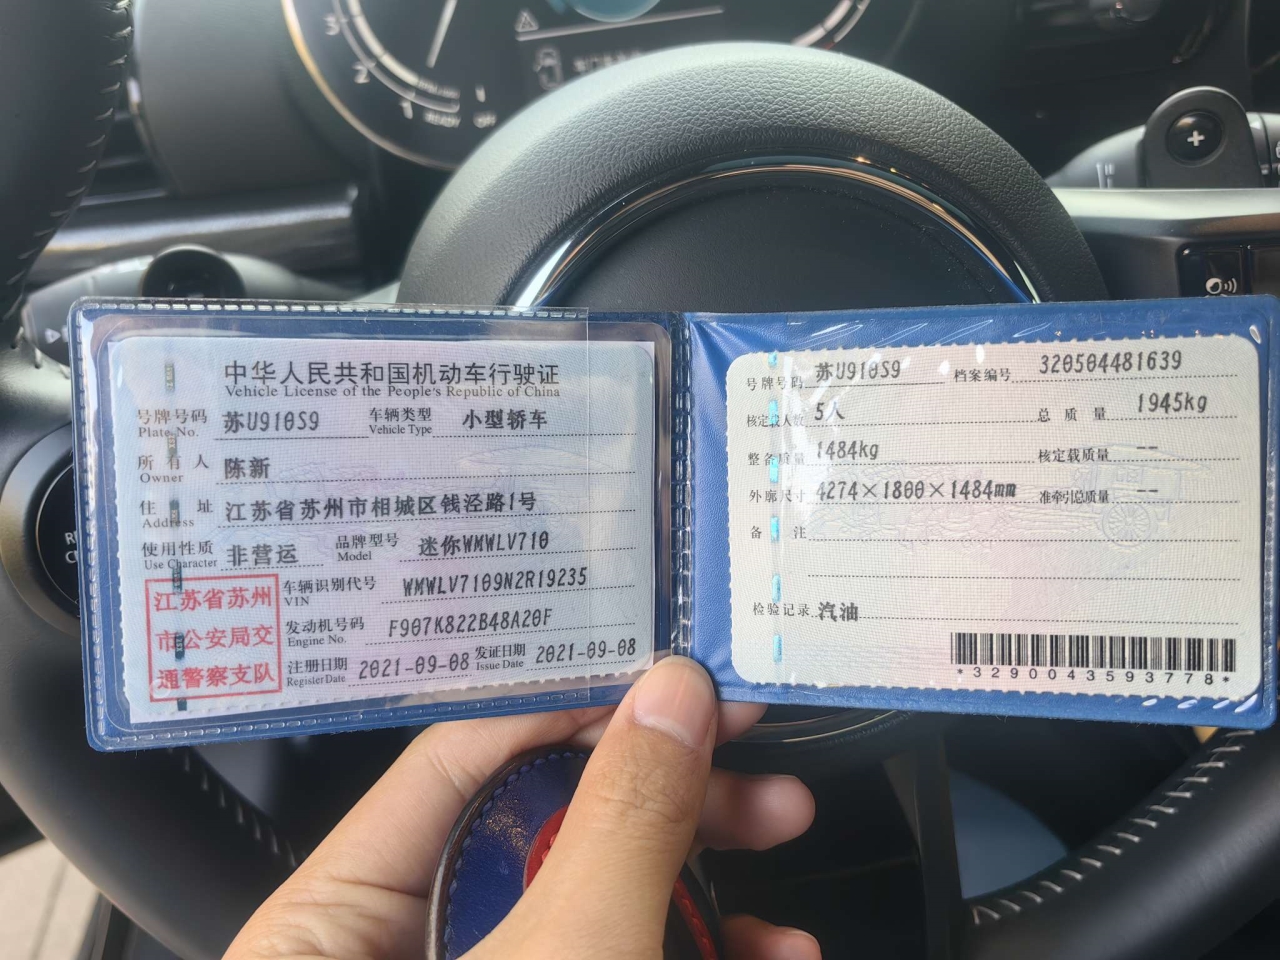 3
2
1
READY
OFF
中华人民共和国机动车行驶证
Vehicle License of the People's Republic of China
号牌号码 苏U910S9 车辆类型 小型轿车
Plate No. Vehicle Type
所有人 陈新
Owner
住址 江苏省苏州市相城区钱泾路1号
Address
使用性质 非营运 品牌型号 迷你WMWLV710
Use Character Model
江苏省苏州
市公安局交
通警察支队
车辆识别代号 WMWLV7109N2R19235
VIN
发动机号码 F907K822B48A20F
Engine No.
注册日期 2021-09-08 发证日期 2021-09-08
Register Date Issue Date
号牌号码 苏U910S9 档案编号 320504481639
核定载人数 5人 总质量 1945kg
整备质量 1484kg 核定载质量 --
外廓尺寸 4274×1800×1484mm 准牵引总质量 --
备注
检验记录 汽油
*3290043593778*
+